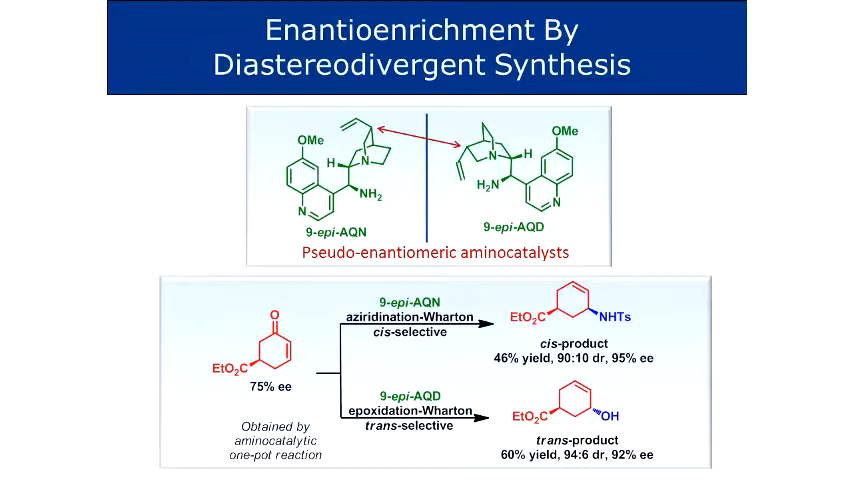 Enantioenrichment By
Diastereodivergent Synthesis
OMe
H
N
NH2
N
9-epi-AQN
OMe
N
H
H2N
N
9-epi-AQD
Pseudo-enantiomeric aminocatalysts
O
EtO2C
75% ee
Obtained by
aminocatalytic
one-pot reaction
9-epi-AQN
aziridination-Wharton
cis-selective
EtO2C
NHTs
cis-product
46% yield, 90:10 dr, 95% ee
9-epi-AQD
epoxidation-Wharton
trans-selective
EtO2C
OH
trans-product
60% yield, 94:6 dr, 92% ee